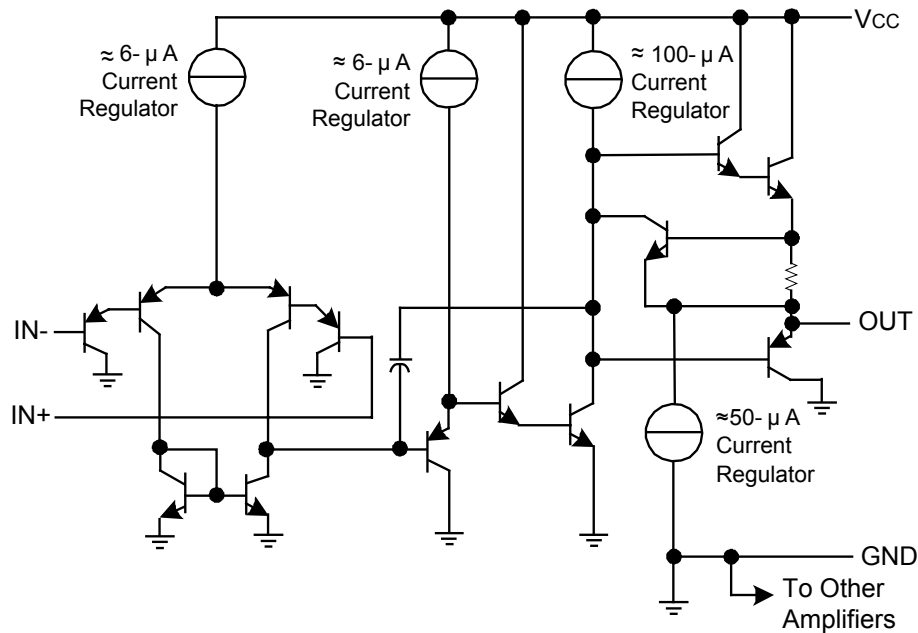 VCC
≈ 6- µ A
Current
Regulator
≈ 6- µ A
Current
Regulator
≈ 100- µ A
Current
Regulator
IN-
OUT
IN+
≈50- µ A
Current
Regulator
GND
To Other
Amplifiers